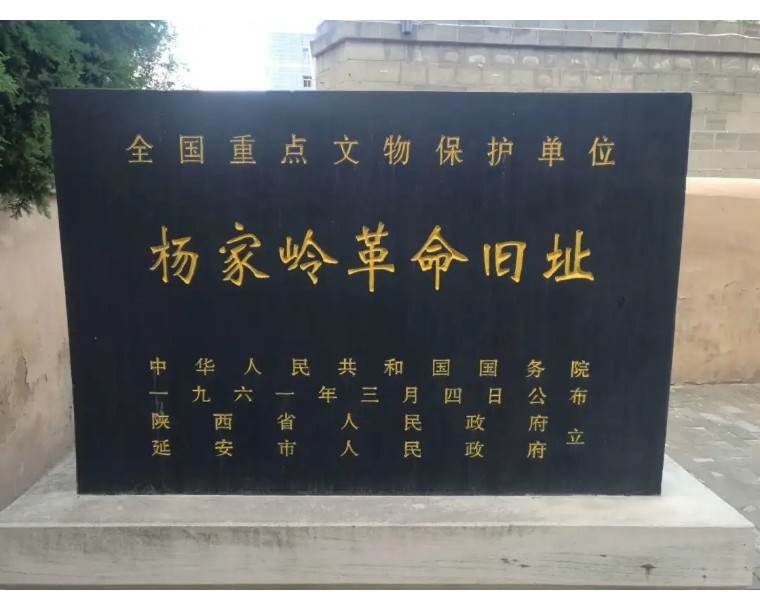 全国重点文物保护单位
杨家岭革命旧址
中华人民共和国国务院
一九六一年三月四日公布
陕西省人民政府
延安市人民政府
立